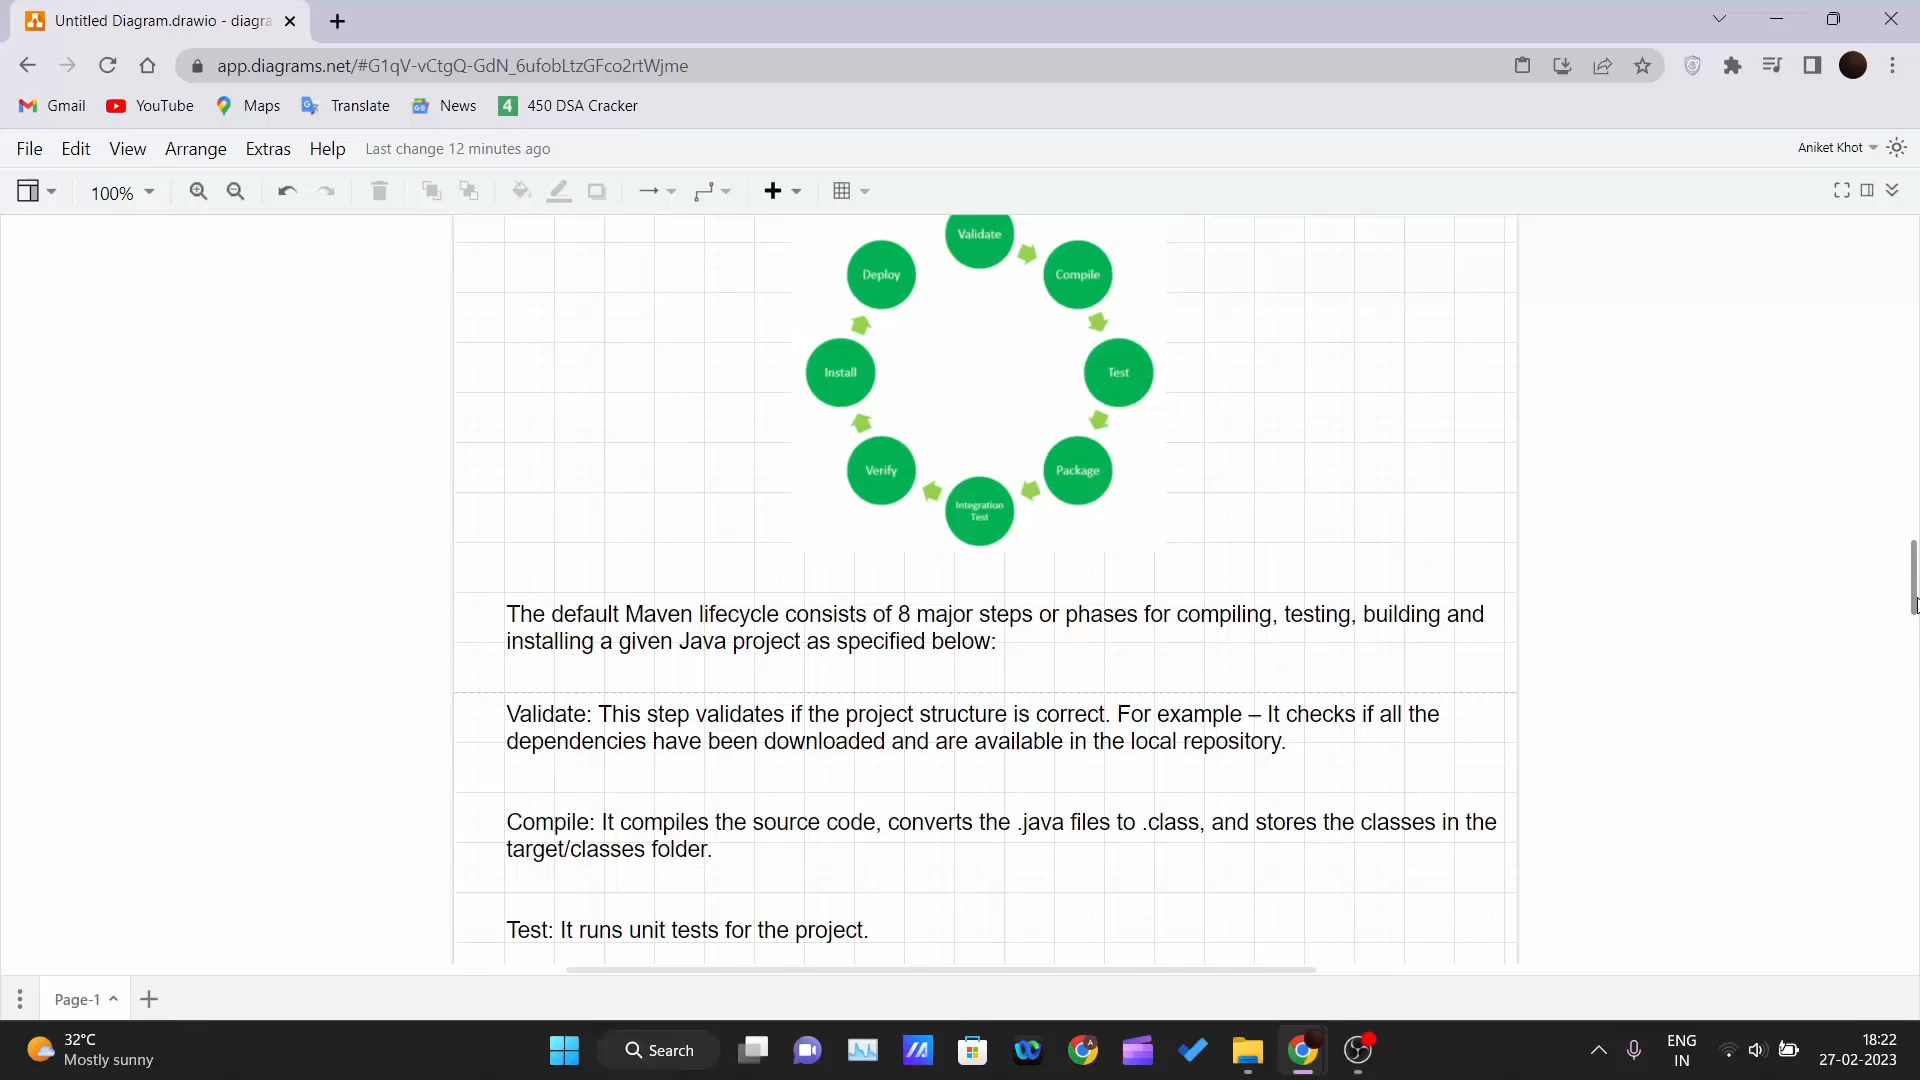 Untitled Diagram.drawio - diagra
app.diagrams.net/#G1qV-vCtgQ-GdN_6ufobLtzGFco2rtWjme
Gmail YouTube Maps Translate News 4 450 DSA Cracker
File Edit View Arrange Extras Help Last change 12 minutes ago Aniket Khot
100%
Validate
Deploy Compile
Install Test
Verify Package
Integration
Test
The default Maven lifecycle consists of 8 major steps or phases for compiling, testing, building and
installing a given Java project as specified below:
Validate: This step validates if the project structure is correct. For example – It checks if all the
dependencies have been downloaded and are available in the local repository.
Compile: It compiles the source code, converts the .java files to .class, and stores the classes in the
target/classes folder.
Test: It runs unit tests for the project.
Page-1
32°C
Mostly sunny
Search
A
ENG
IN
18:22
27-02-2023